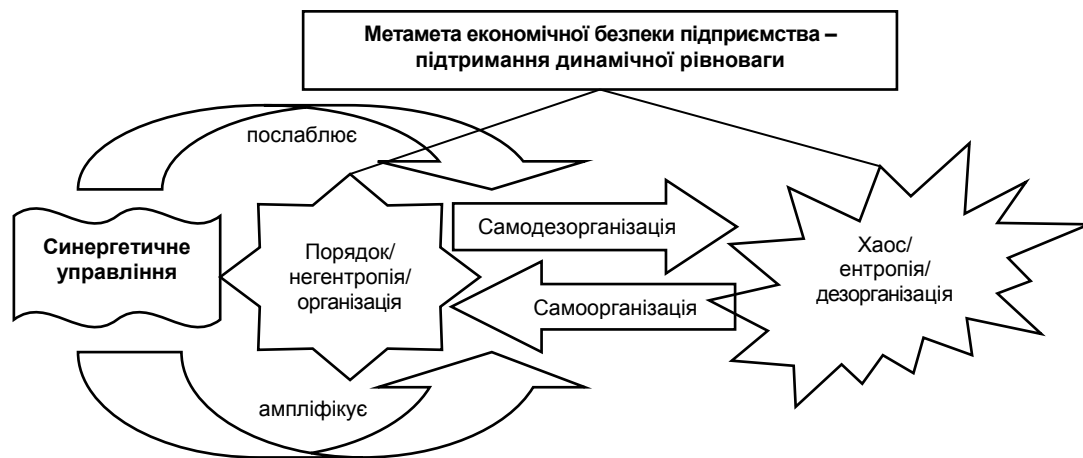 Метамета економічної безпеки підприємства –
підтримання динамічної рівноваги
послаблює
Синергетичне
управління
Порядок/
негентропія/
організація
Самодезорганізація
Самоорганізація
Хаос/
ентропія/
дезорганізація
ампліфікує